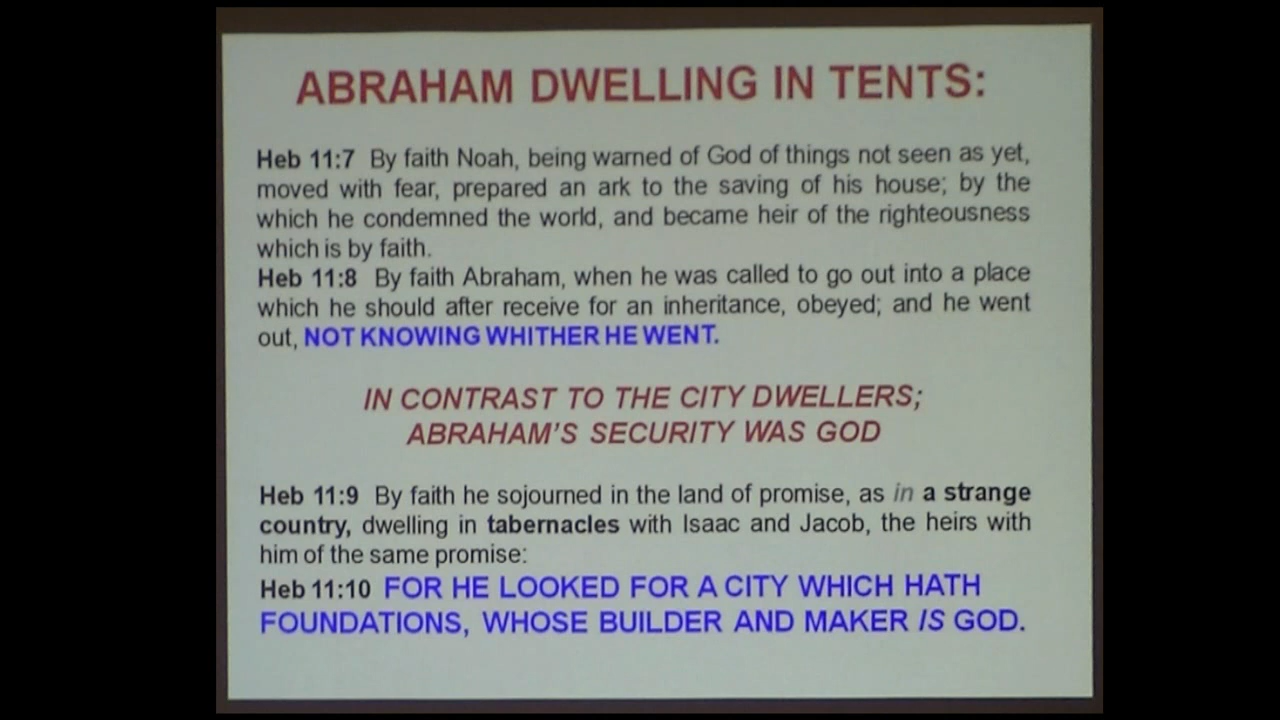 ABRAHAM DWELLING IN TENTS:
Heb 11:7 By faith Noah, being warned of God of things not seen as yet,
moved with fear, prepared an ark to the saving of his house; by the
which he condemned the world, and became heir of the righteousness
which is by faith.
Heb 11:8 By faith Abraham, when he was called to go out into a place
which he should after receive for an inheritance, obeyed; and he went
out, NOT KNOWING WHITHER HE WENT.
IN CONTRAST TO THE CITY DWELLERS;
ABRAHAM'S SECURITY WAS GOD
Heb 11:9 By faith he sojourned in the land of promise, as in a strange
country, dwelling in tabernacles with Isaac and Jacob, the heirs with
him of the same promise:
Heb 11:10 FOR HE LOOKED FOR A CITY WHICH HATH
FOUNDATIONS, WHOSE BUILDER AND MAKER IS GOD.